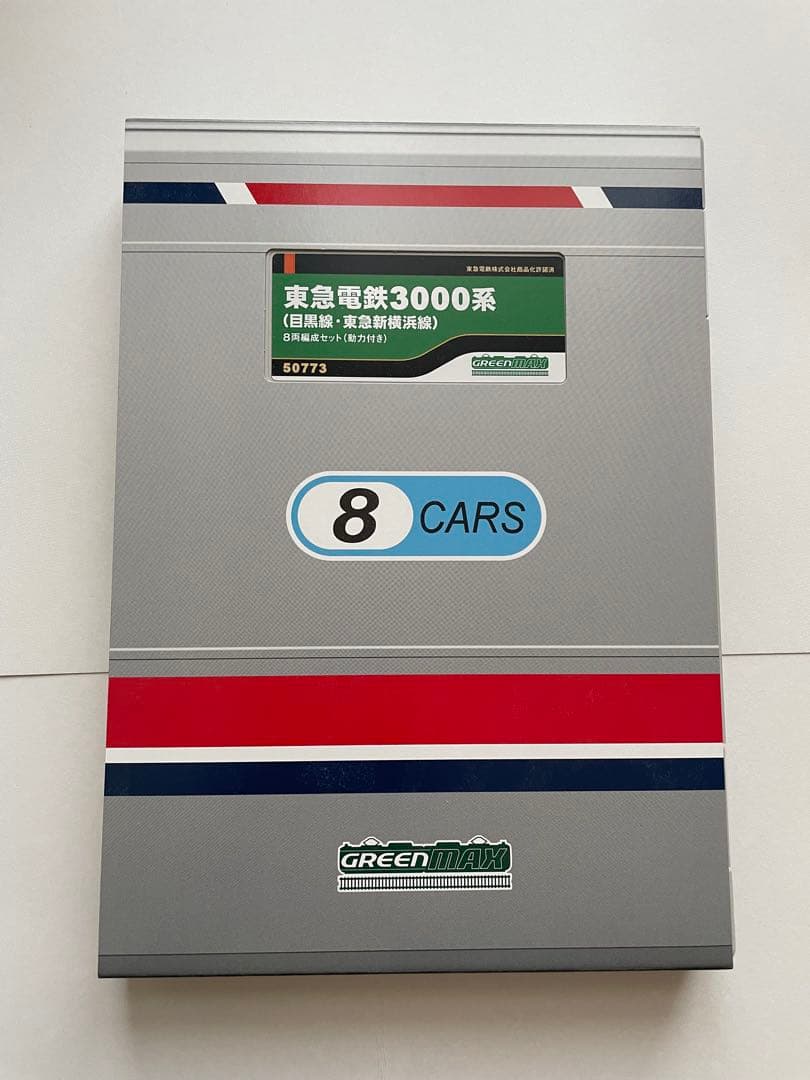 東急電鉄株式会社商品化許諾済
東急電鉄3000系
(目黒線・東急新横浜線)
8両編成セット(動力付き)
50773
GREENMAX
8 CARS
GREENMAX